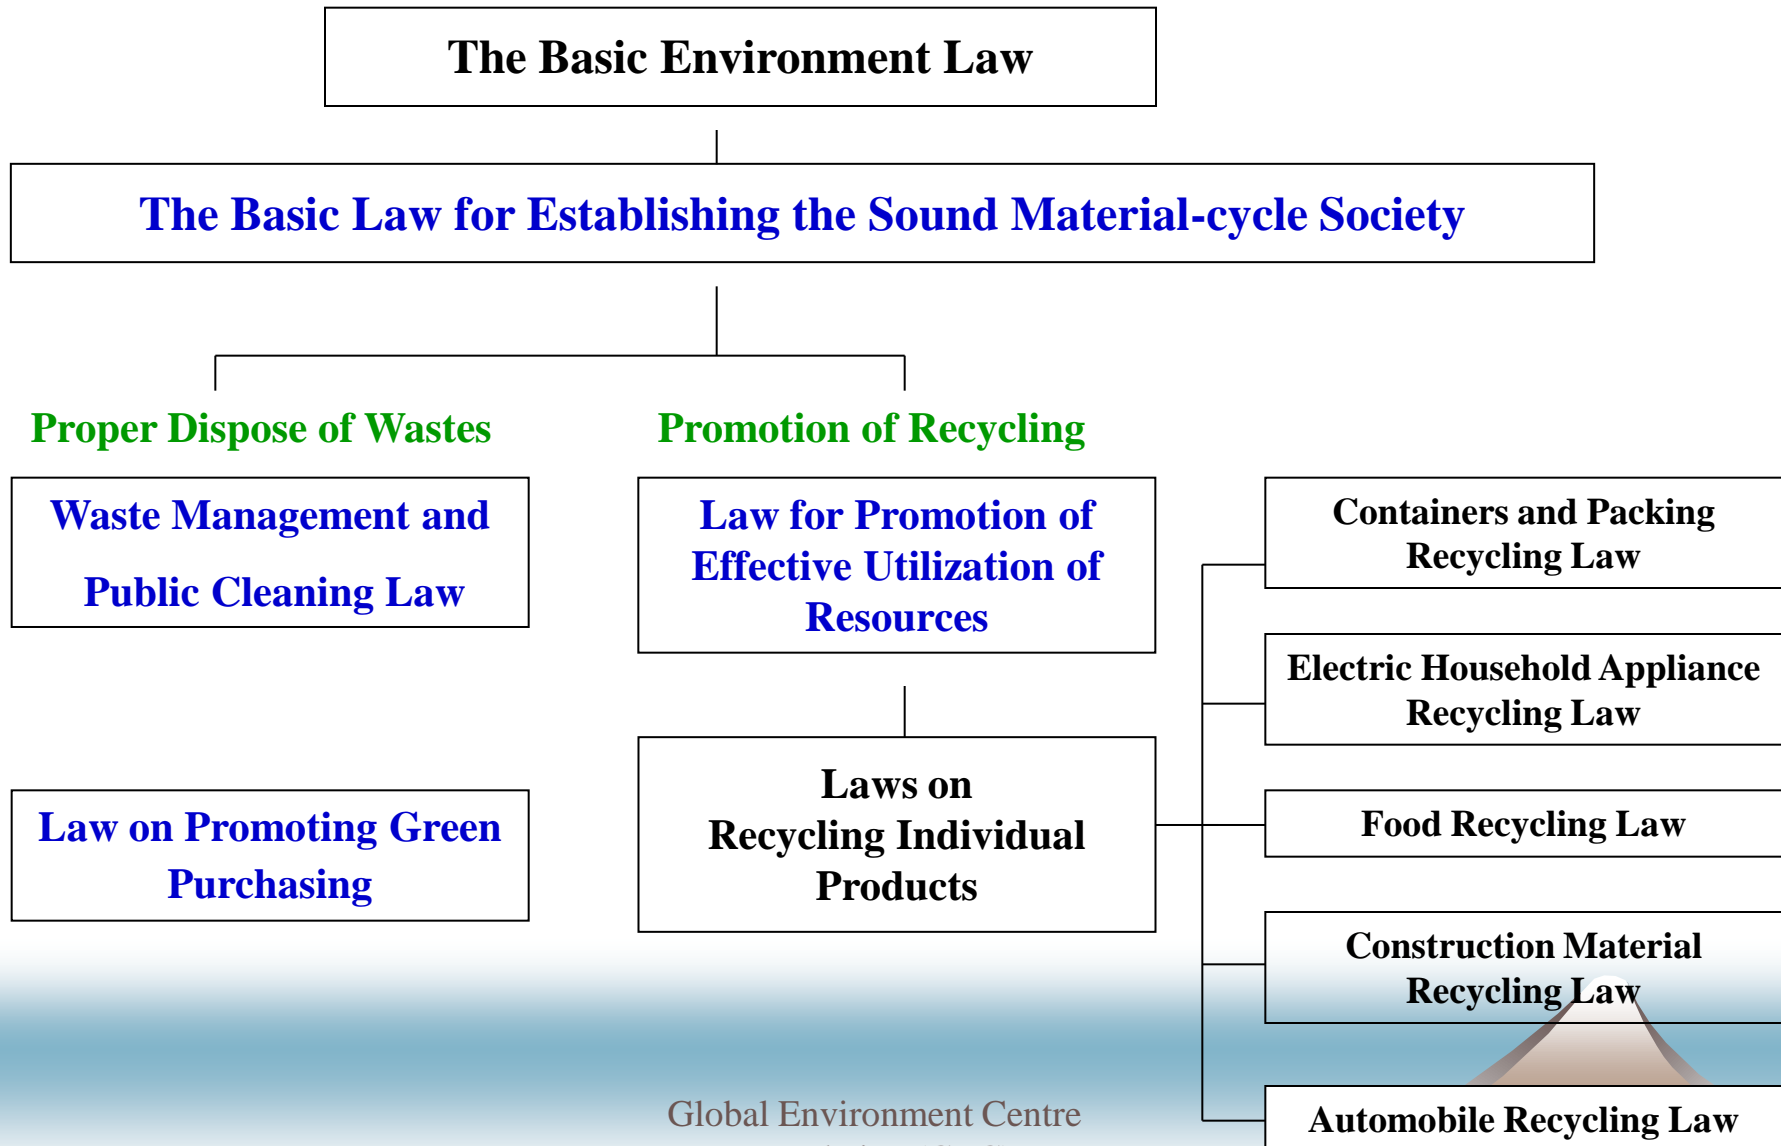 The Basic Environment Law
The Basic Law for Establishing the Sound Material-cycle Society
Proper Dispose of Wastes
Promotion of Recycling
Waste Management and
Public Cleaning Law
Law for Promotion of
Effective Utilization of
Resources
Containers and Packing
Recycling Law
Electric Household Appliance
Recycling Law
Law on Promoting Green
Purchasing
Laws on
Recycling Individual
Products
Food Recycling Law
Construction Material
Recycling Law
Automobile Recycling Law
Global Environment Centre